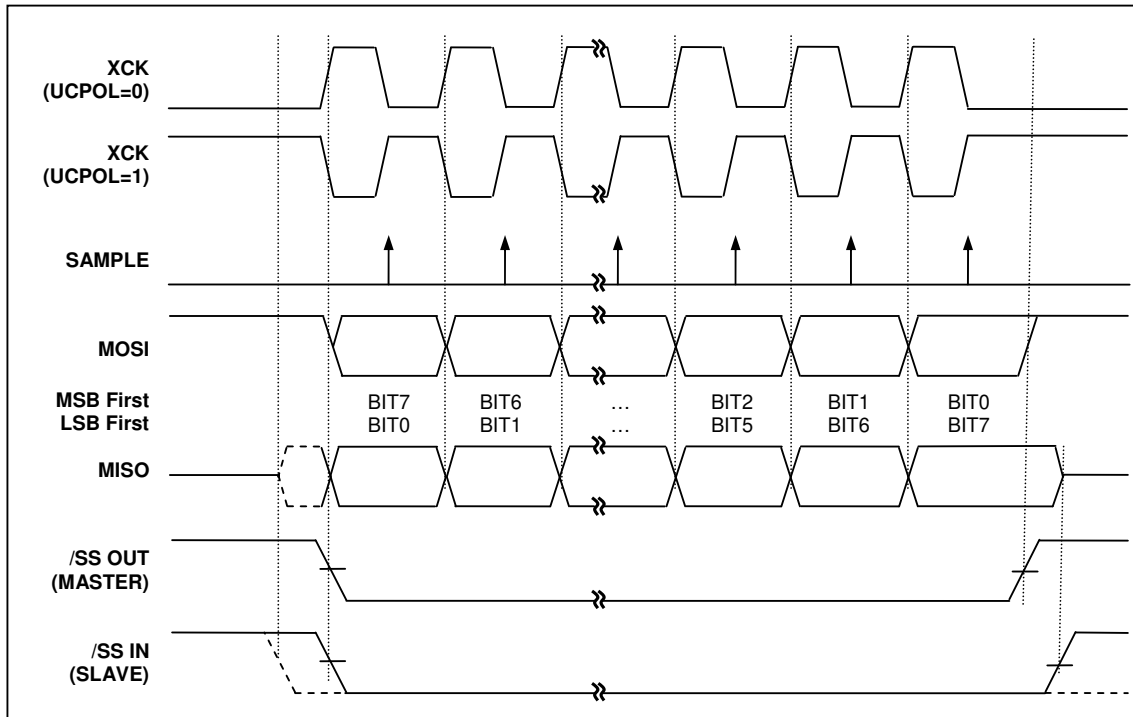 XCK
(UCPOL=0)
XCK
(UCPOL=1)
SAMPLE
MOSI
MSB First BIT7 BIT6 ... BIT2 BIT1 BIT0
LSB First BIT0 BIT1 ... BIT5 BIT6 BIT7
MISO
/SS OUT
(MASTER)
/SS IN
(SLAVE)